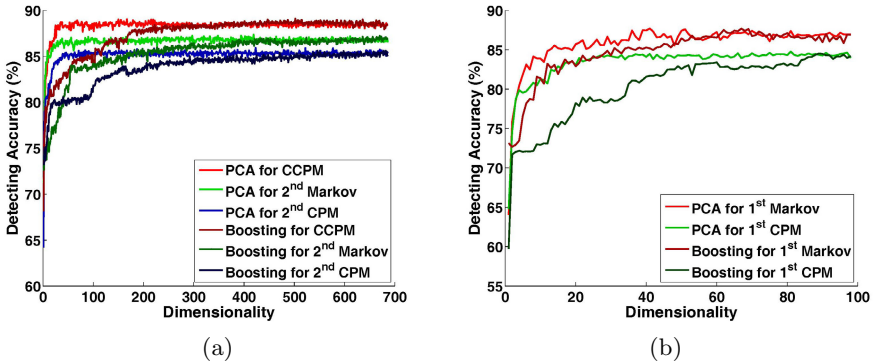 90
85
80
75
70
65
60
Detecting Accuracy (%)
PCA for CCPM
PCA for 2nd Markov
PCA for 2nd CPM
Boosting for CCPM
Boosting for 2nd Markov
Boosting for 2nd CPM
0 100 200 300 400 500 600 700
Dimensionality
(a)
90
85
80
75
70
65
60
55
Detecting Accuracy (%)
PCA for 1st Markov
PCA for 1st CPM
Boosting for 1st Markov
Boosting for 1st CPM
0 20 40 60 80 100
Dimensionality
(b)